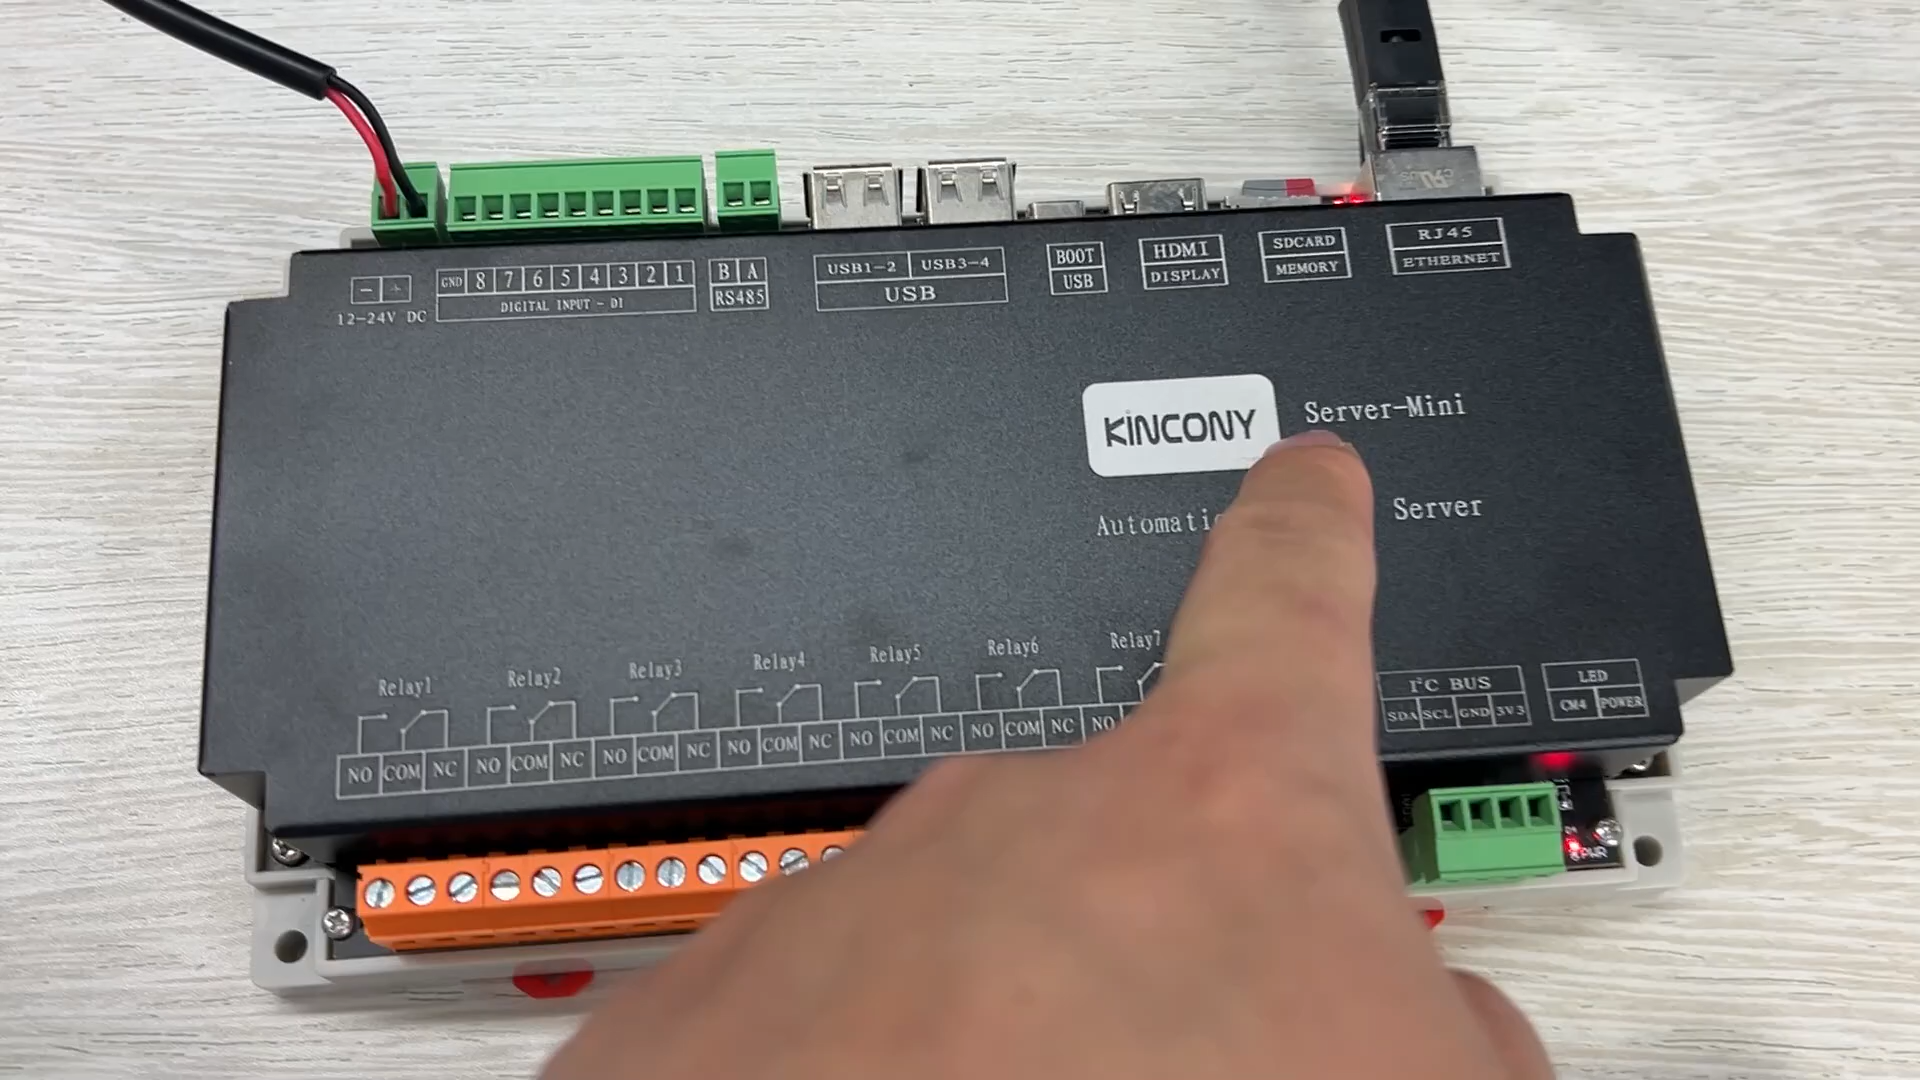 - +
12-24V DC
GND 8 7 6 5 4 3 2 1
DIGITAL INPUT - DI
B A
RS485
USB1-2 USB3-4
USB
BOOT
USB
HDMI
DISPLAY
SDCARD
MEMORY
RJ45
ETHERNET
KINCONY
Server-Mini
Server
Relay1 Relay2 Relay3 Relay4 Relay5 Relay6 Relay7
NO COM NC NO COM NC NO COM NC NO COM NC NO COM NC NO COM NC NO
I²C BUS
SDA SCL GND 3V3
LED
CM4 POWER
PWR